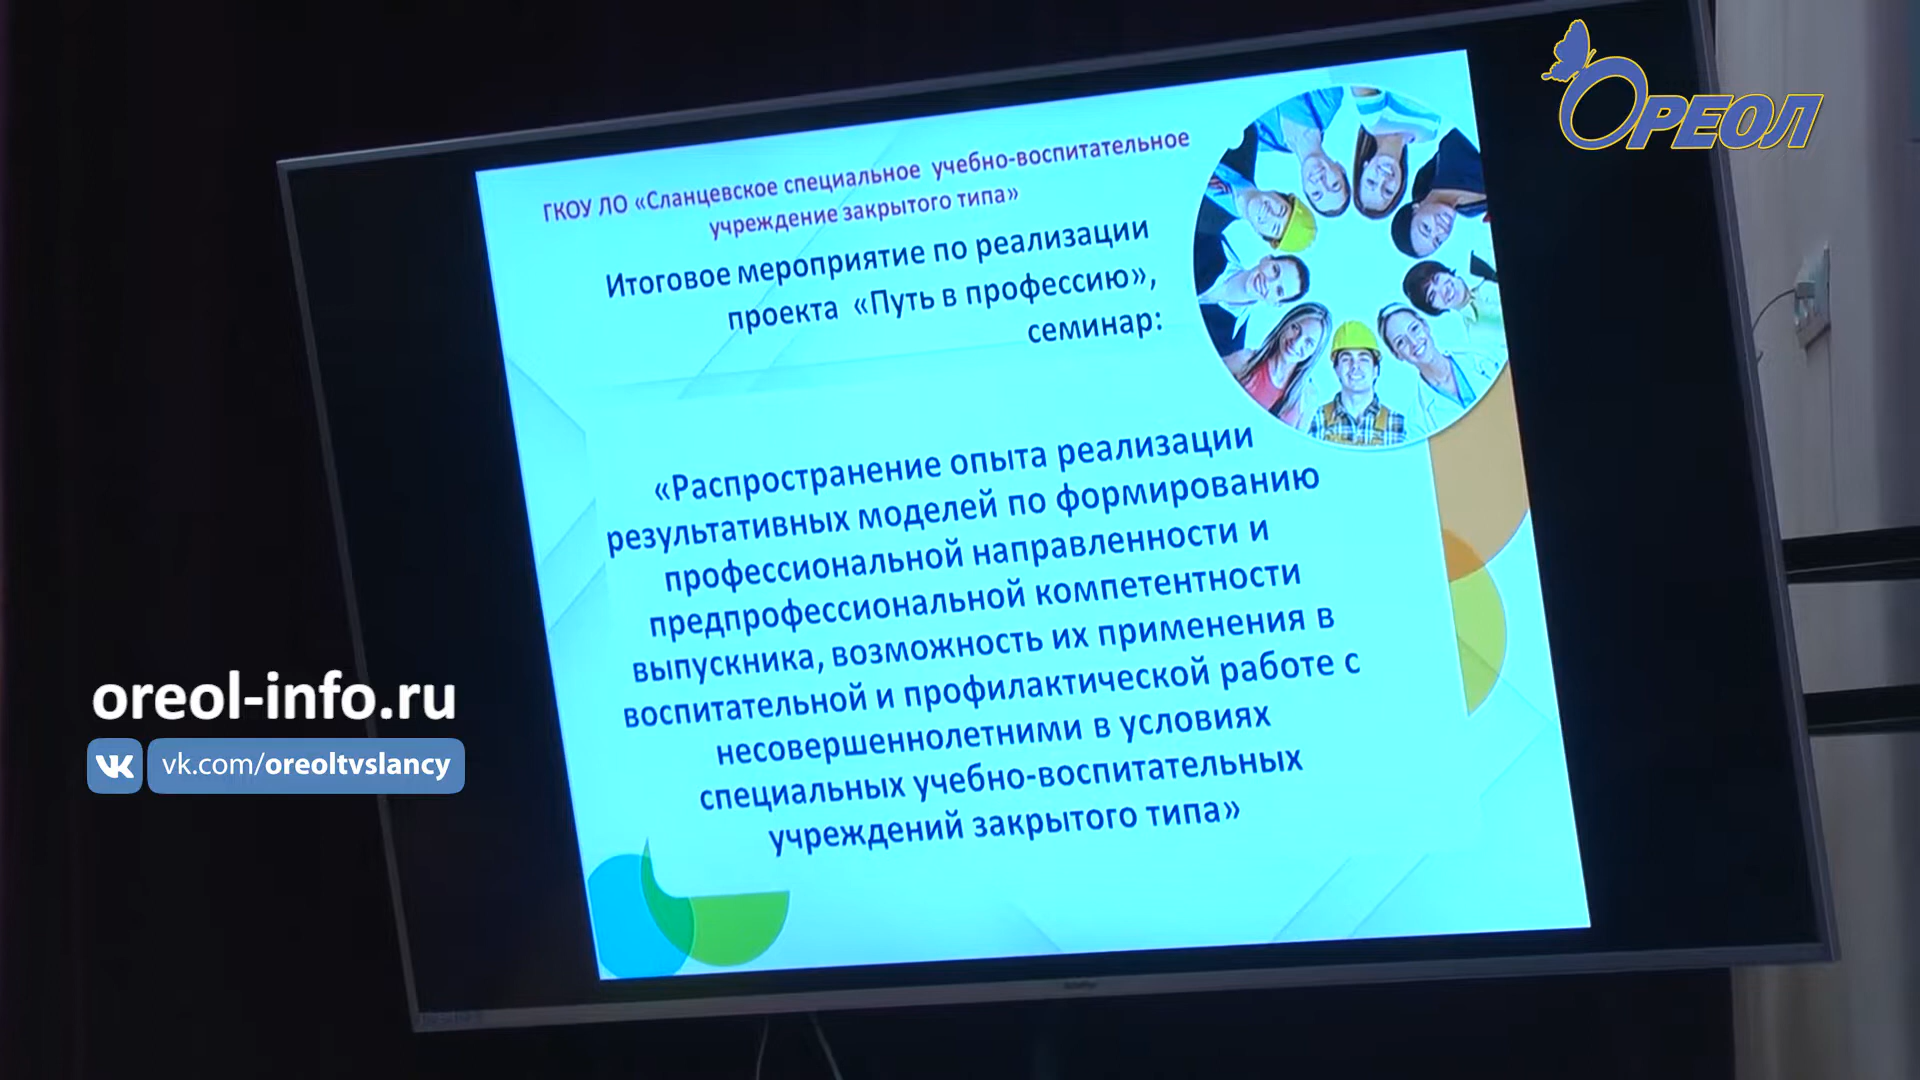 ОРЕОЛ
ГКОУ ЛО «Сланцевское специальное учебно-воспитательное
учреждение закрытого типа»
Итоговое мероприятие по реализации
проекта «Путь в профессию»,
семинар:
«Распространение опыта реализации
результативных моделей по формированию
профессиональной направленности и
предпрофессиональной компетентности
выпускника, возможность их применения в
воспитательной и профилактической работе с
несовершеннолетними в условиях
специальных учебно-воспитательных
учреждений закрытого типа»
oreol-info.ru
vk.com/oreoltvslancy